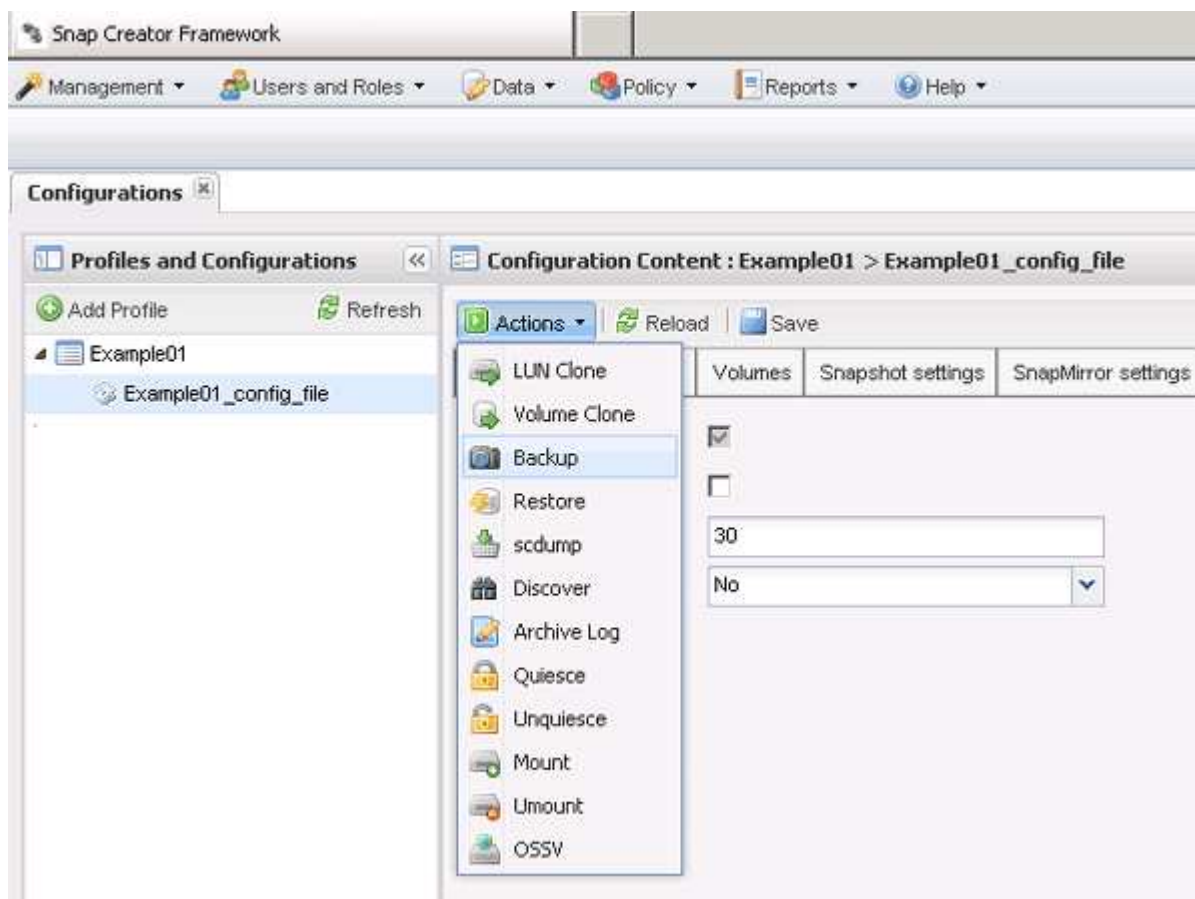 Snap Creator Framework
Management Users and Roles Data Policy Reports Help
Configurations
Profiles and Configurations
Add Profile Refresh
Example01
Example01_config_file
Configuration Content : Example01 > Example01_config_file
Actions Reload Save
Volumes Snapshot settings SnapMirror settings
LUN Clone
Volume Clone
Backup
Restore
scdump
Discover
Archive Log
Quiesce
Unquiesce
Mount
Umount
OSSV
30
No